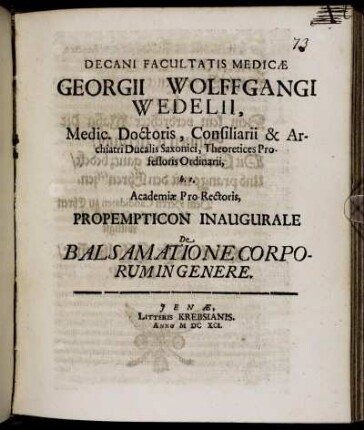 73
DECANI FACULTATIS MEDICÆ
GEORGII WOLFFGANGI
WEDELII,
Medic. Doctoris, Consiliarii & Ar-
chiatri Ducalis Saxonici, Theoretices Pro-
fessoris Ordinarii,
h. t.
Academiæ Pro Rectoris,
PROPEMPTICON INAUGURALE
De
BALSAMATIONE CORPO-
RUM IN GENERE.
JENÆ,
LITTERIS KREBSIANIS.
ANNO M DC XCI.